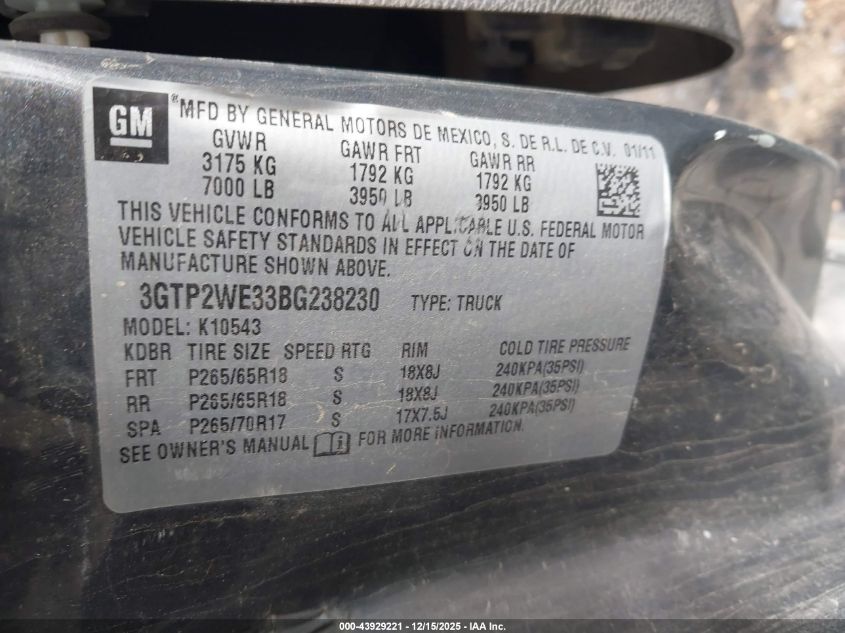 GM
®MFD BY GENERAL MOTORS DE MEXICO, S. DE R.L. DE C.V. 01/11
GVWR GAWR FRT GAWR RR
3175 KG 1792 KG 1792 KG
7000 LB 3950 LB 3950 LB
THIS VEHICLE CONFORMS TO ALL APPLICABLE U.S. FEDERAL MOTOR
VEHICLE SAFETY STANDARDS IN EFFECT ON THE DATE OF
MANUFACTURE SHOWN ABOVE.
3GTP2WE33BG238230 TYPE: TRUCK
MODEL: K10543
KDBR TIRE SIZE SPEED RTG RIM COLD TIRE PRESSURE
FRT P265/65R18 S 18X8J 240KPA(35PSI)
RR P265/65R18 S 18X8J 240KPA(35PSI)
SPA P265/70R17 S 17X7.5J 240KPA(35PSI)
SEE OWNER'S MANUAL FOR MORE INFORMATION.
000-43929221 - 12/15/2025 - IAA Inc.